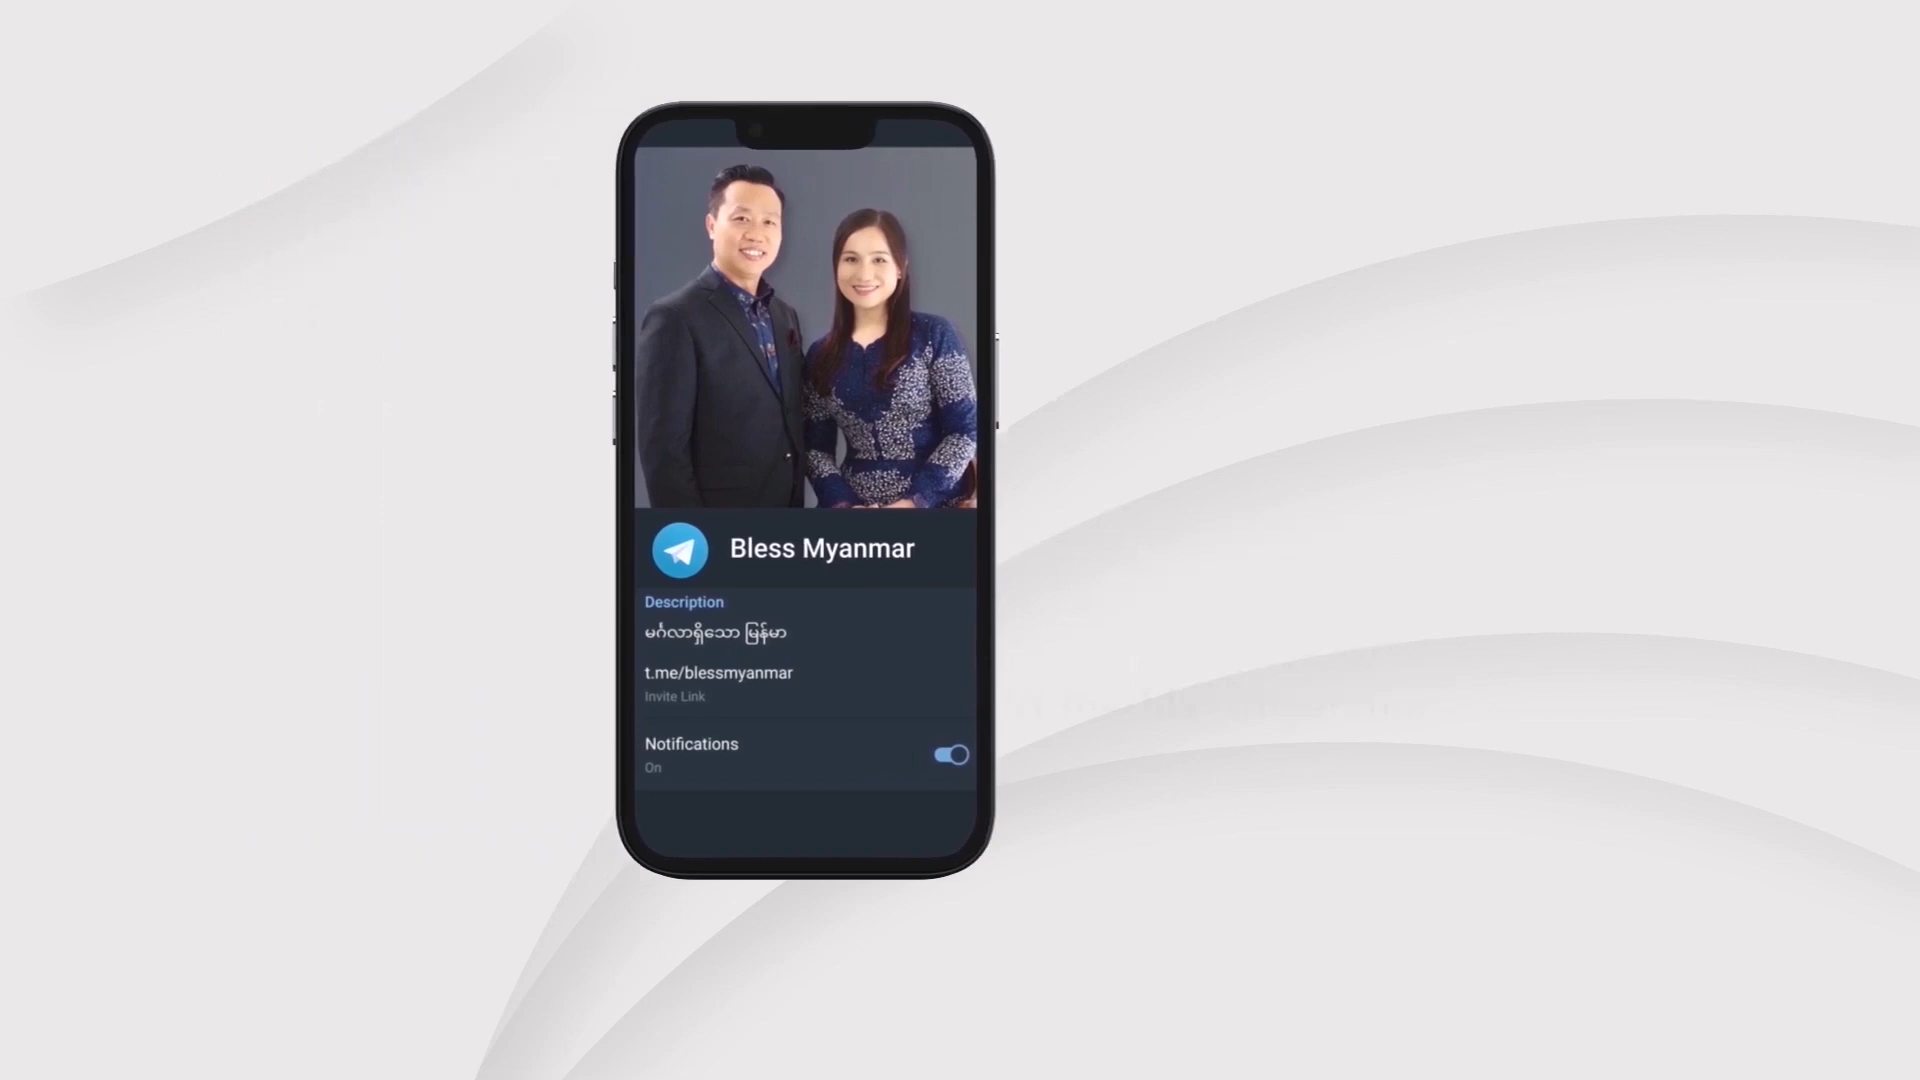 Bless Myanmar
Description
မင်္ဂလာရှိသော မြန်မာ
t.me/blessmyanmar
Invite Link
Notifications
On